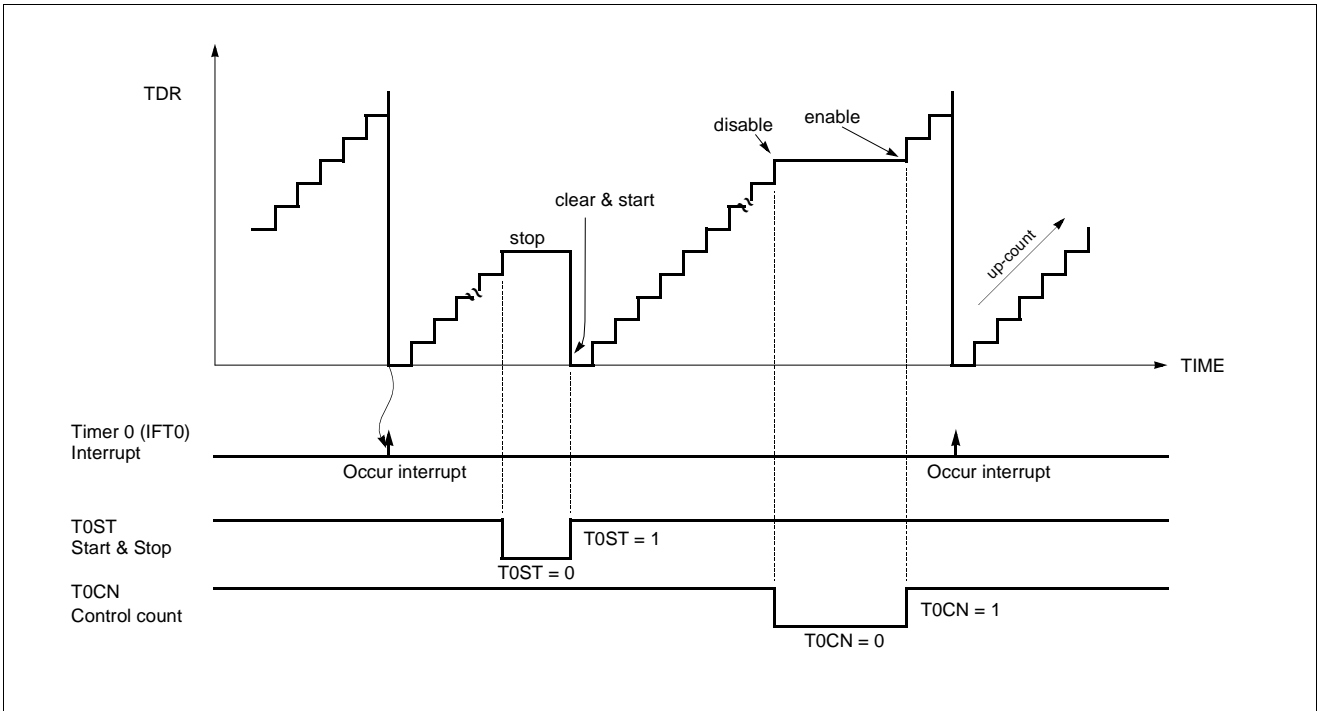 TDR
disable
enable
clear & start
stop
up-count
TIME
Timer 0 (IFT0)
Interrupt
Occur interrupt
Occur interrupt
T0ST
Start & Stop
T0ST = 1
T0ST = 0
T0CN
Control count
T0CN = 1
T0CN = 0